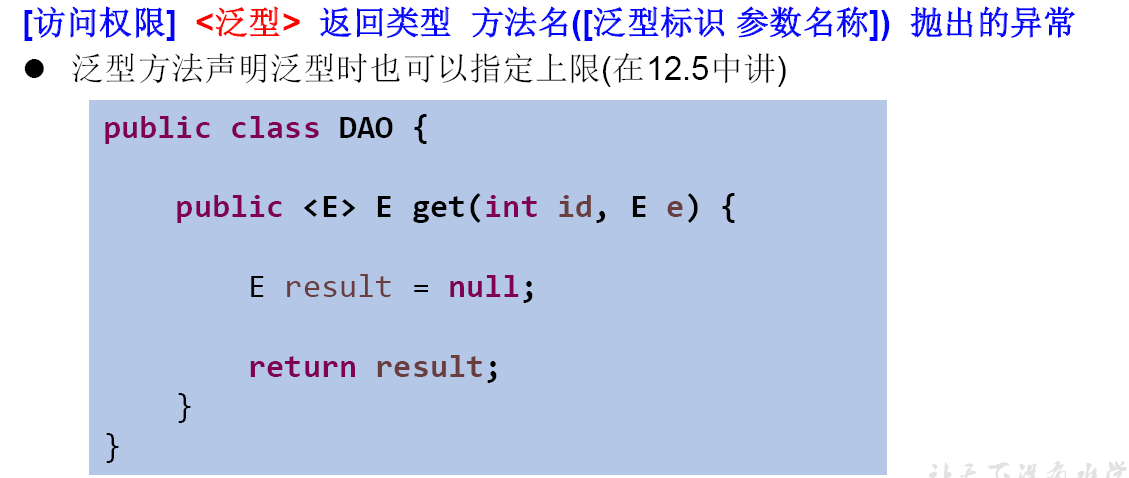 [访问权限] <泛型> 返回类型 方法名([泛型标识 参数名称]) 抛出的异常
● 泛型方法声明泛型时也可以指定上限(在12.5中讲)
public class DAO {
public <E> E get(int id, E e) {
E result = null;
return result;
}
}